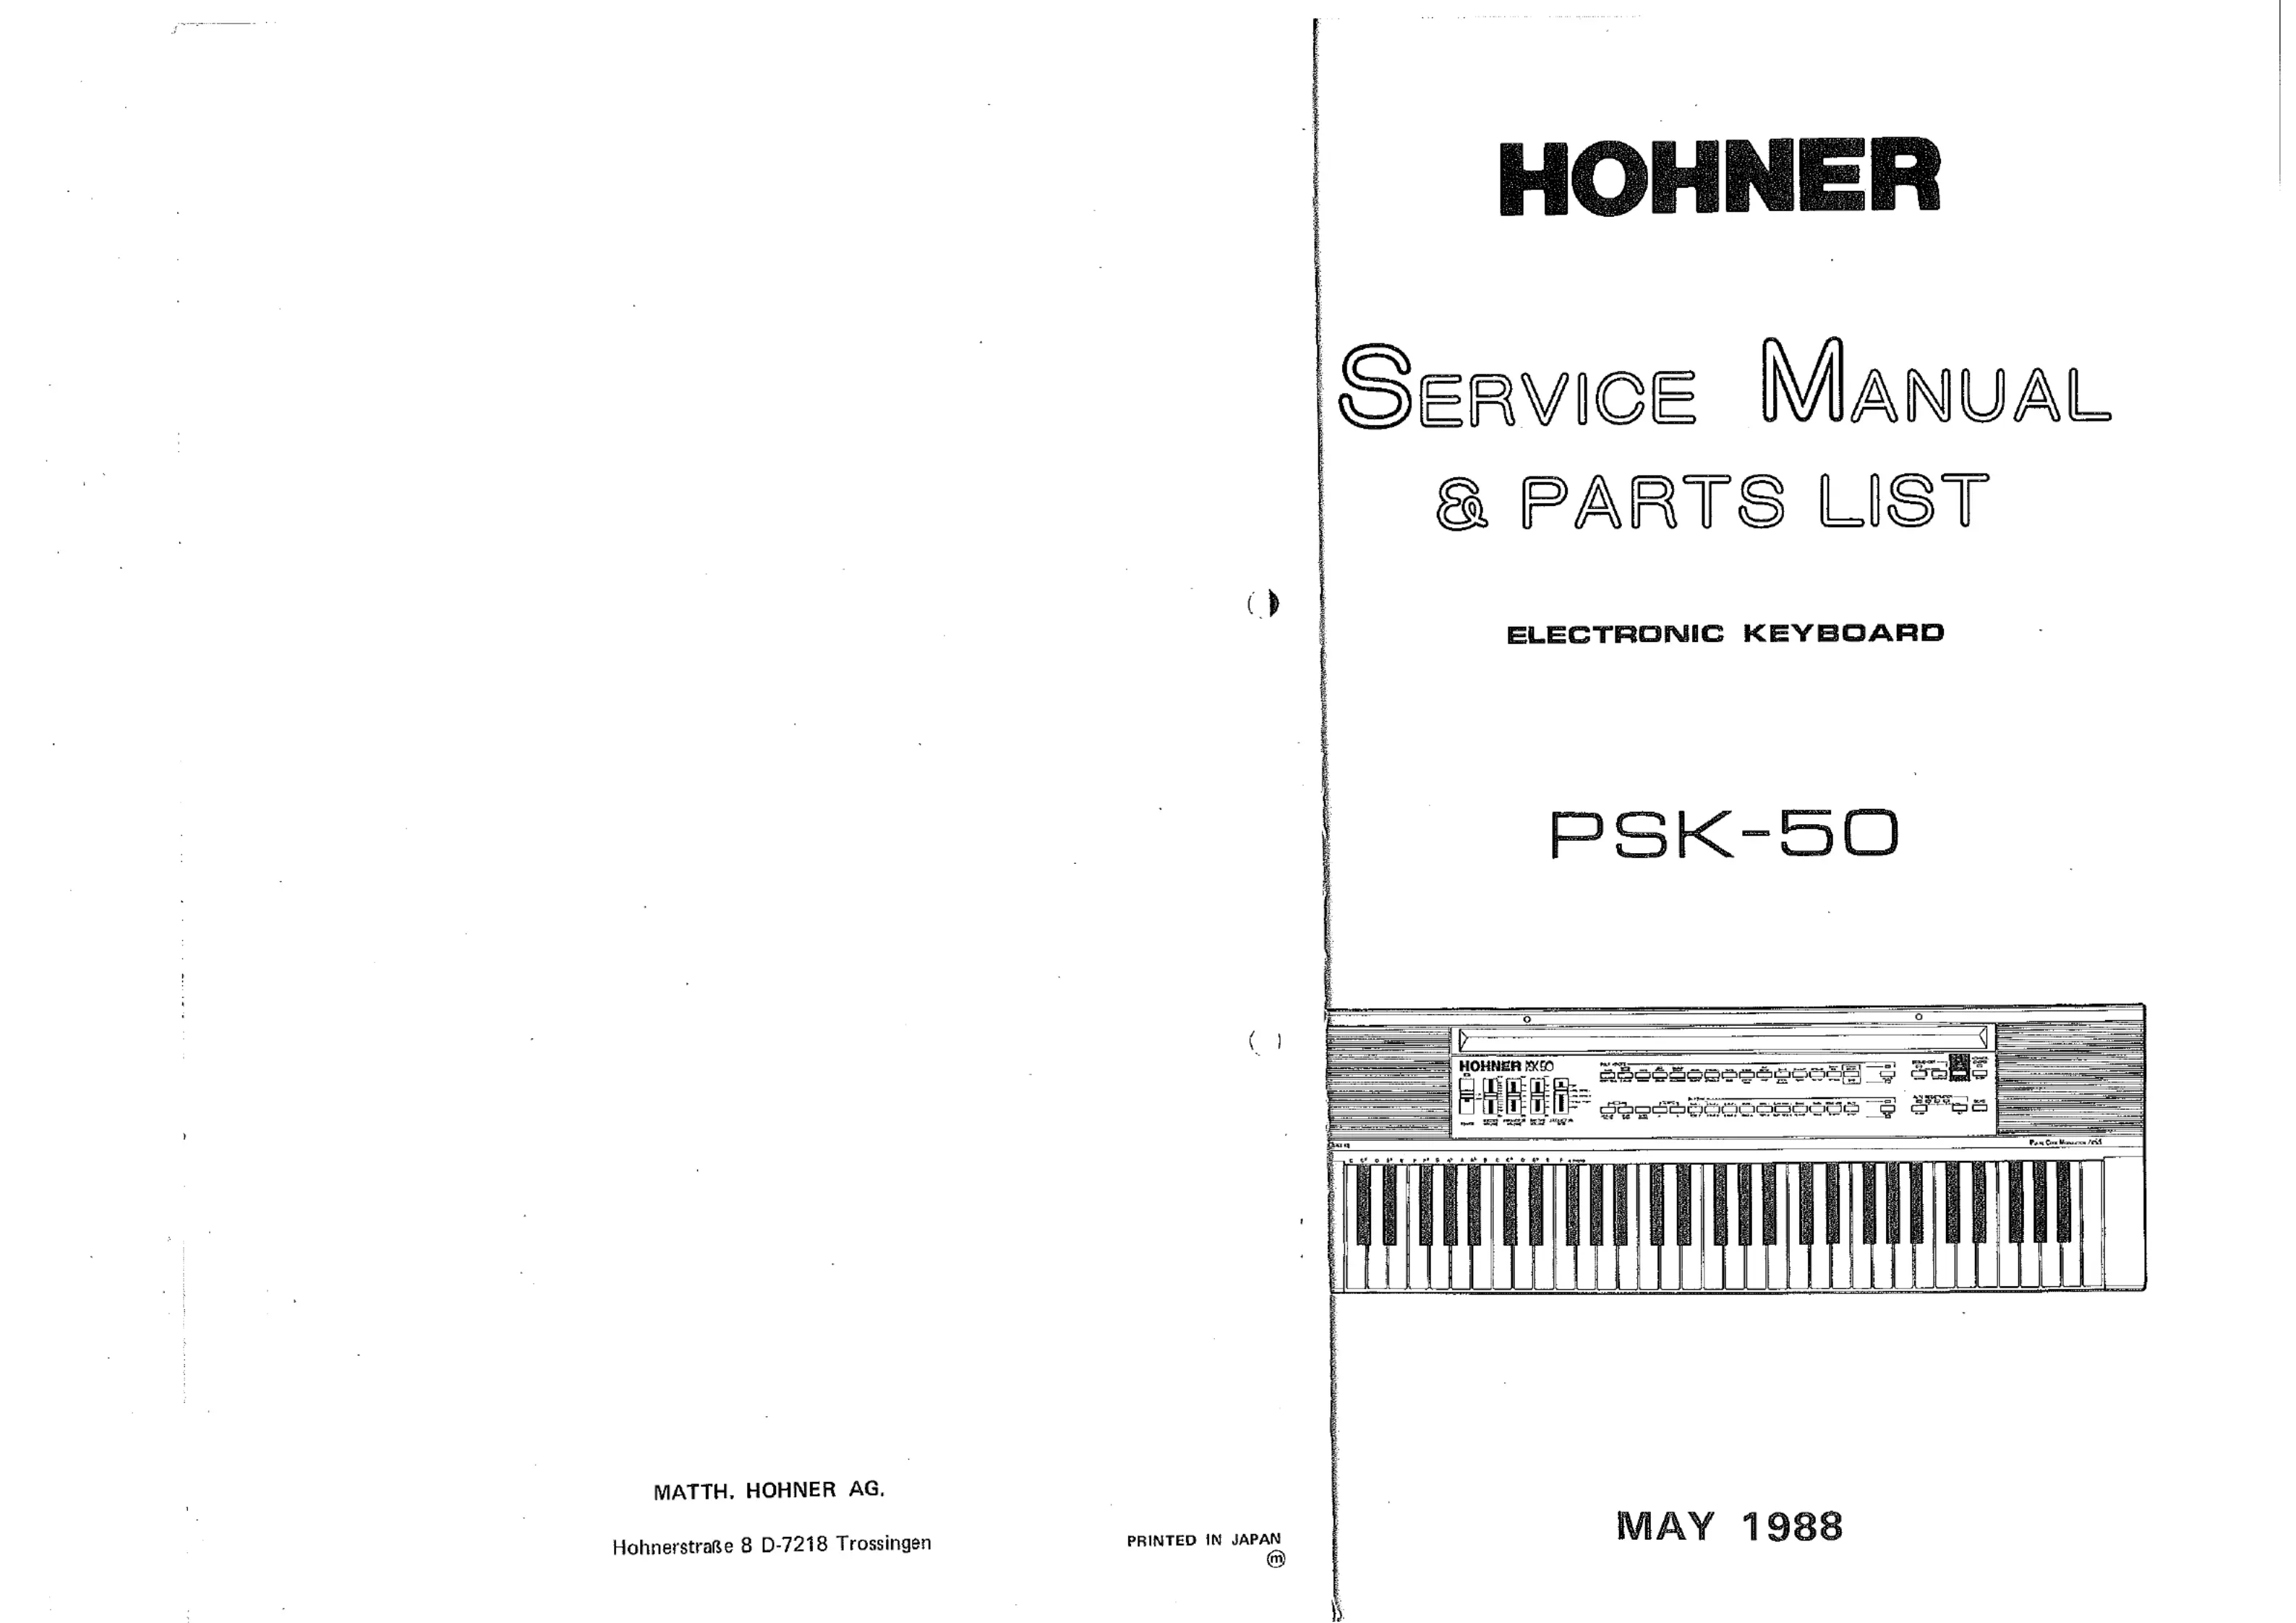 HOHNER
SERVICE MANUAL
& PARTS LIST
ELECTRONIC KEYBOARD
PSK-50
HOHNER
MAY 1988
MATTH. HOHNER AG.
Hohnerstraße 8 D-7218 Trossingen
PRINTED IN JAPAN
m